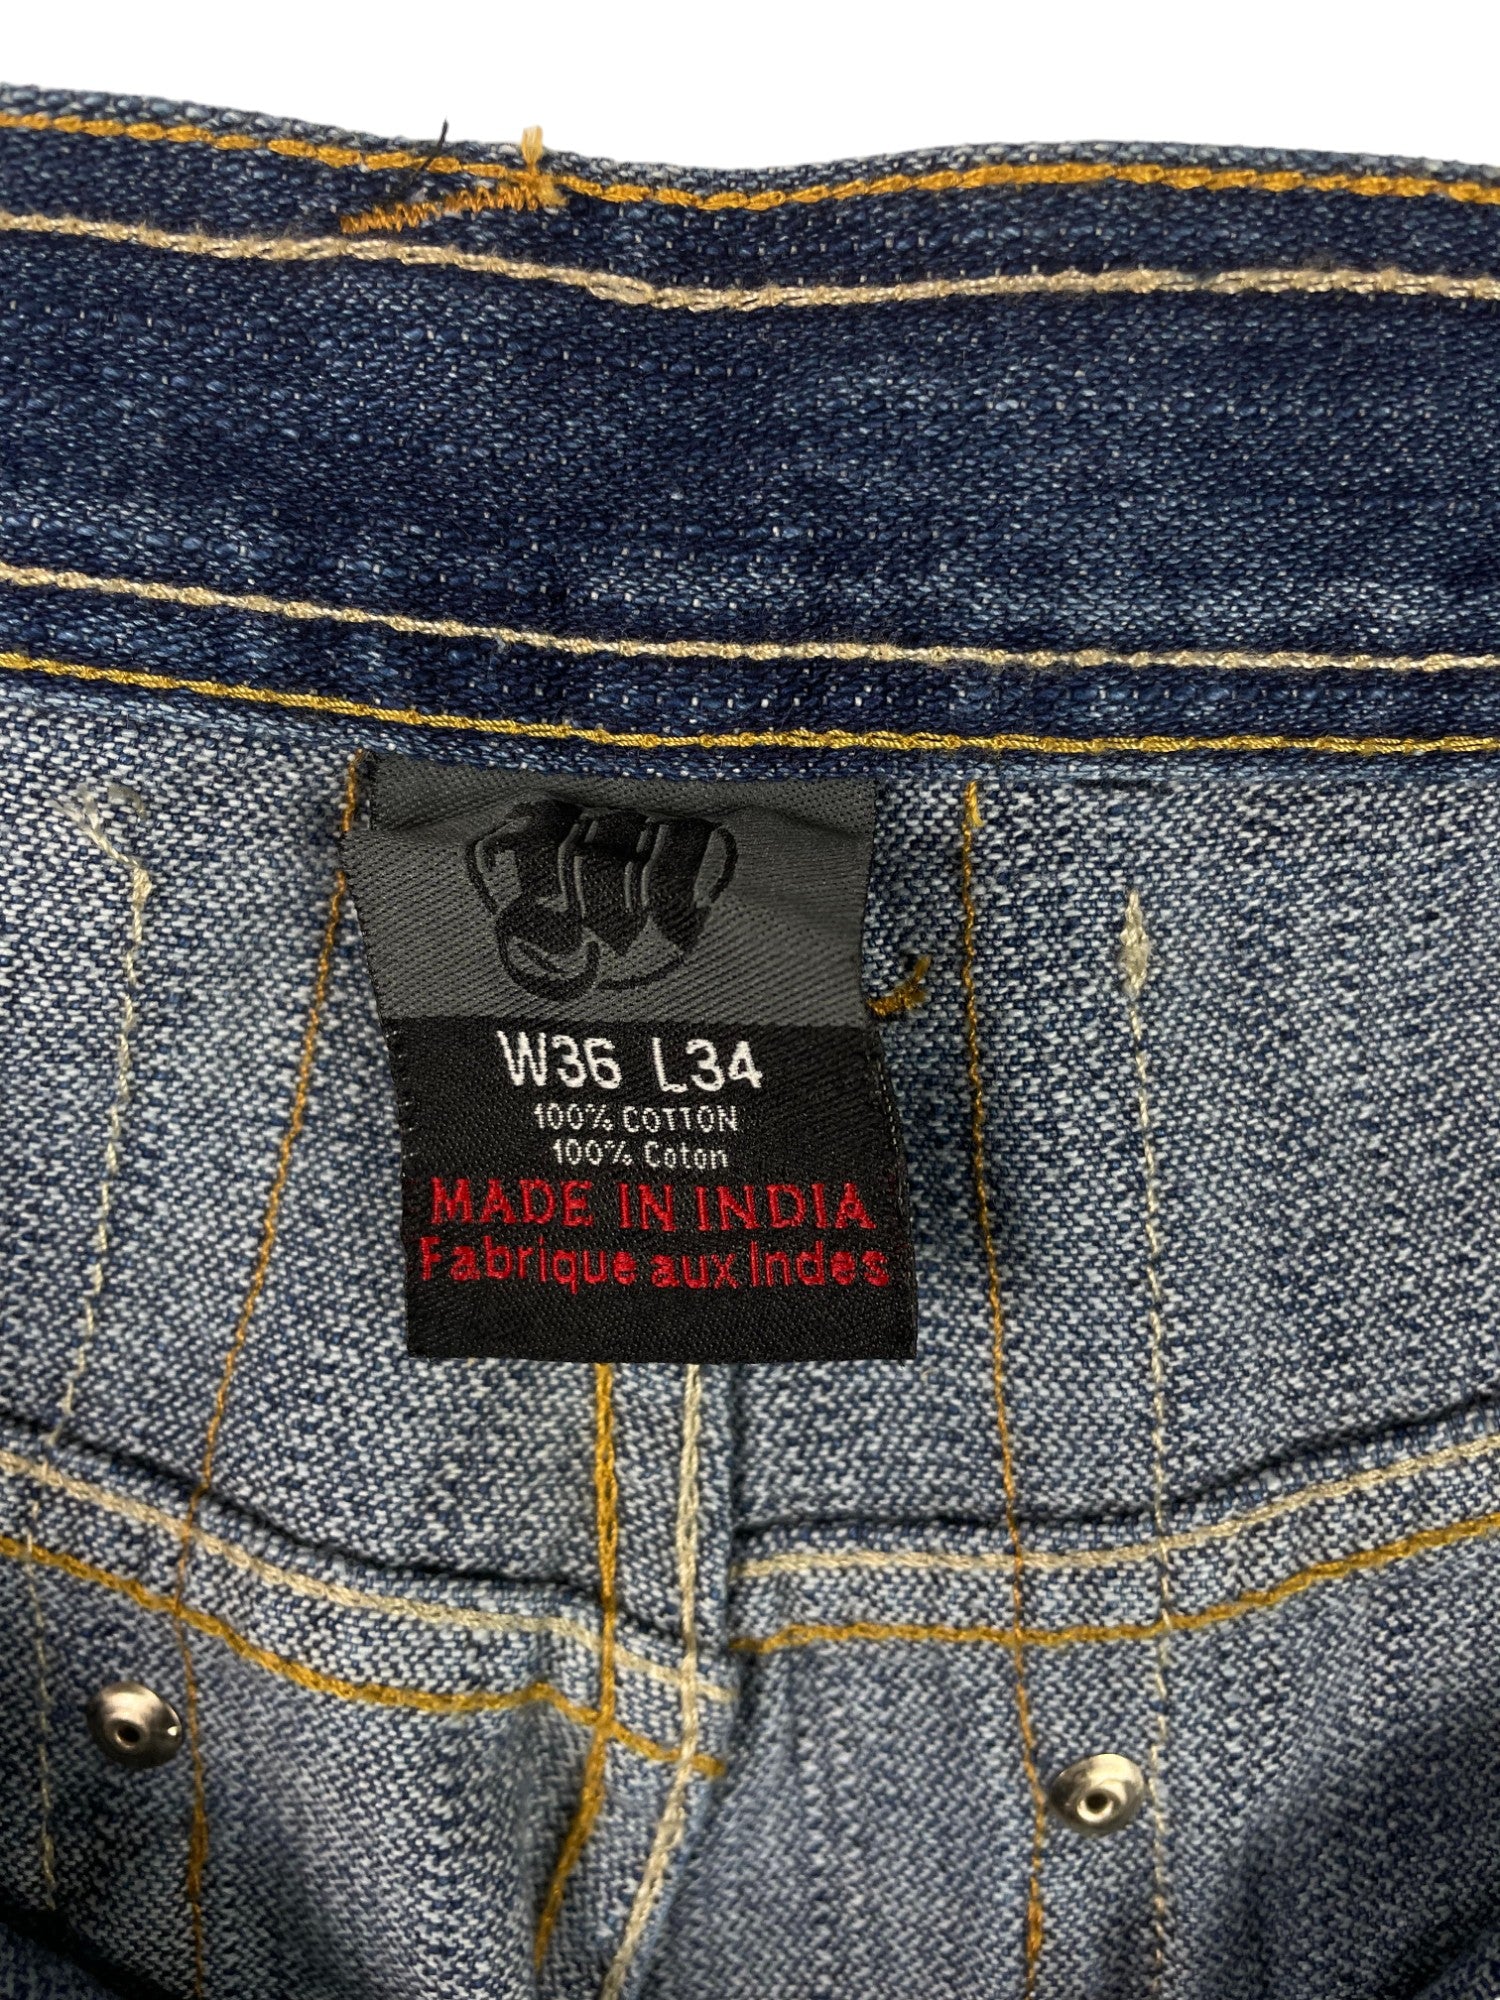 W36 L34
100% COTTON
100% Coton
MADE IN INDIA
Fabrique aux Indes